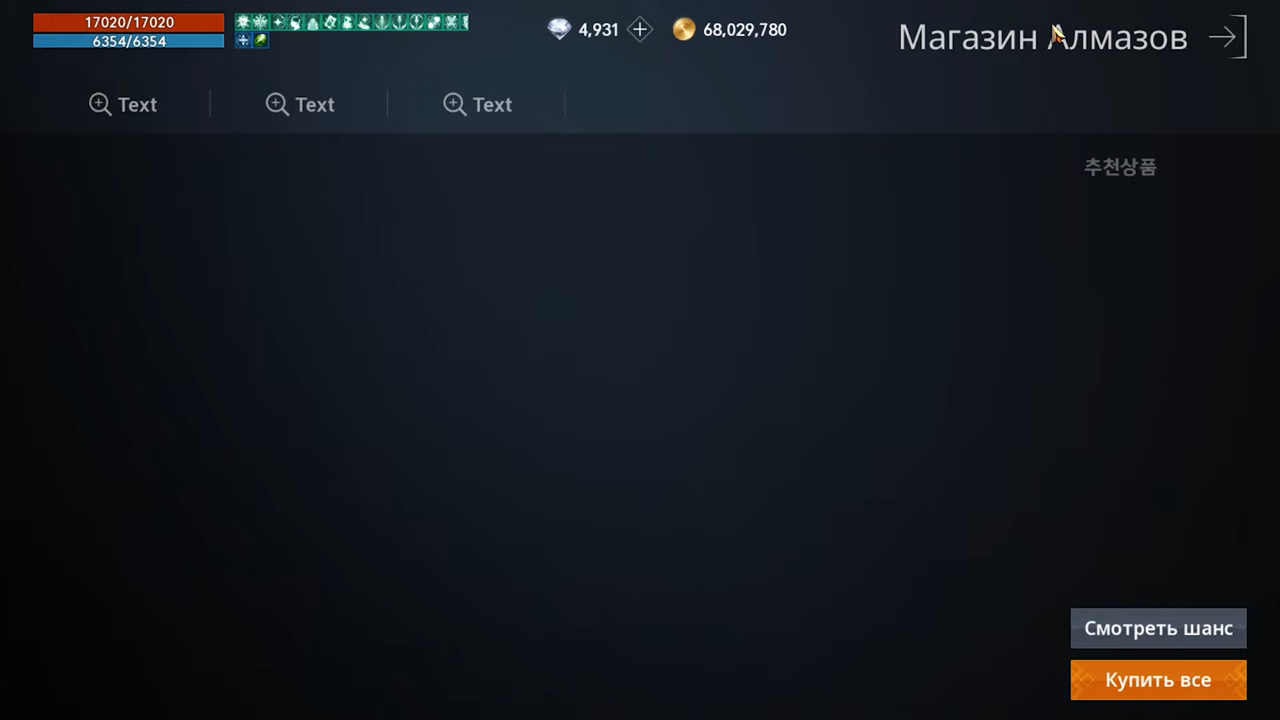 17020/17020
6354/6354
4,931
68,029,780
Магазин Алмазов
Text
Text
Text
추천상품
Смотреть шанс
Купить все